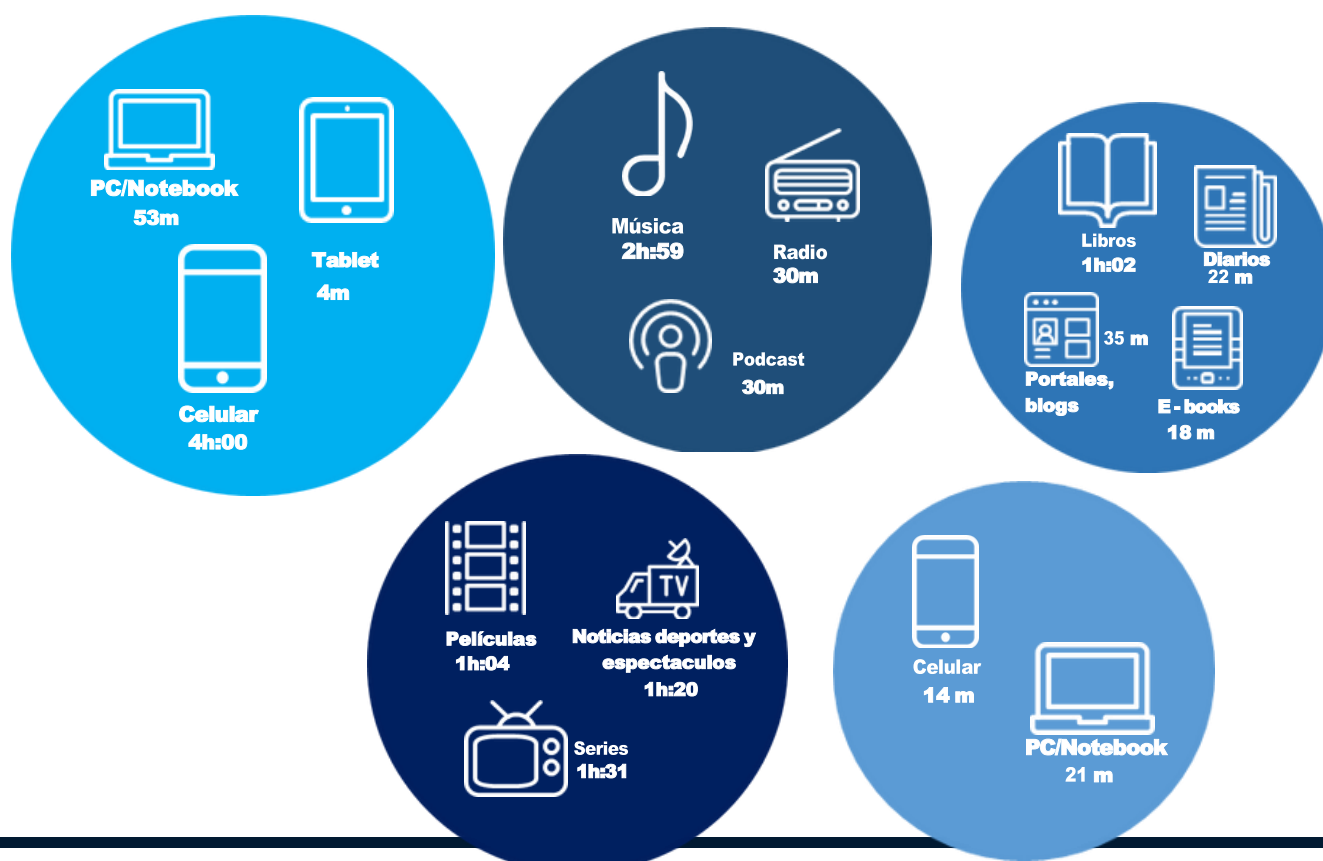 PC/Notebook
53m
Tablet
4m
Celular
4h:00
Música
2h:59
Radio
30m
Podcast
30m
Libros
1h:02
Diarios
22 m
35 m
Portales,
blogs
E-books
18 m
Películas
1h:04
TV
Noticias deportes y
espectaculos
1h:20
Series
1h:31
Celular
14 m
PC/Notebook
21 m